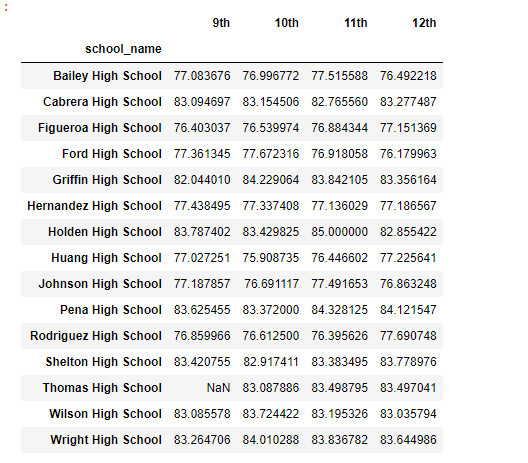 :
9th 10th 11th 12th
school_name
Bailey High School 77.083676 76.996772 77.515588 76.492218
Cabrera High School 83.094697 83.154506 82.765560 83.277487
Figueroa High School 76.403037 76.539974 76.884344 77.151369
Ford High School 77.361345 77.672316 76.918058 76.179963
Griffin High School 82.044010 84.229064 83.842105 83.356164
Hernandez High School 77.438495 77.337408 77.136029 77.186567
Holden High School 83.787402 83.429825 85.000000 82.855422
Huang High School 77.027251 75.908735 76.446602 77.225641
Johnson High School 77.187857 76.691117 77.491653 76.863248
Pena High School 83.625455 83.372000 84.328125 84.121547
Rodriguez High School 76.859966 76.612500 76.395626 77.690748
Shelton High School 83.420755 82.917411 83.383495 83.778976
Thomas High School NaN 83.087886 83.498795 83.497041
Wilson High School 83.085578 83.724422 83.195326 83.035794
Wright High School 83.264706 84.010288 83.836782 83.644986